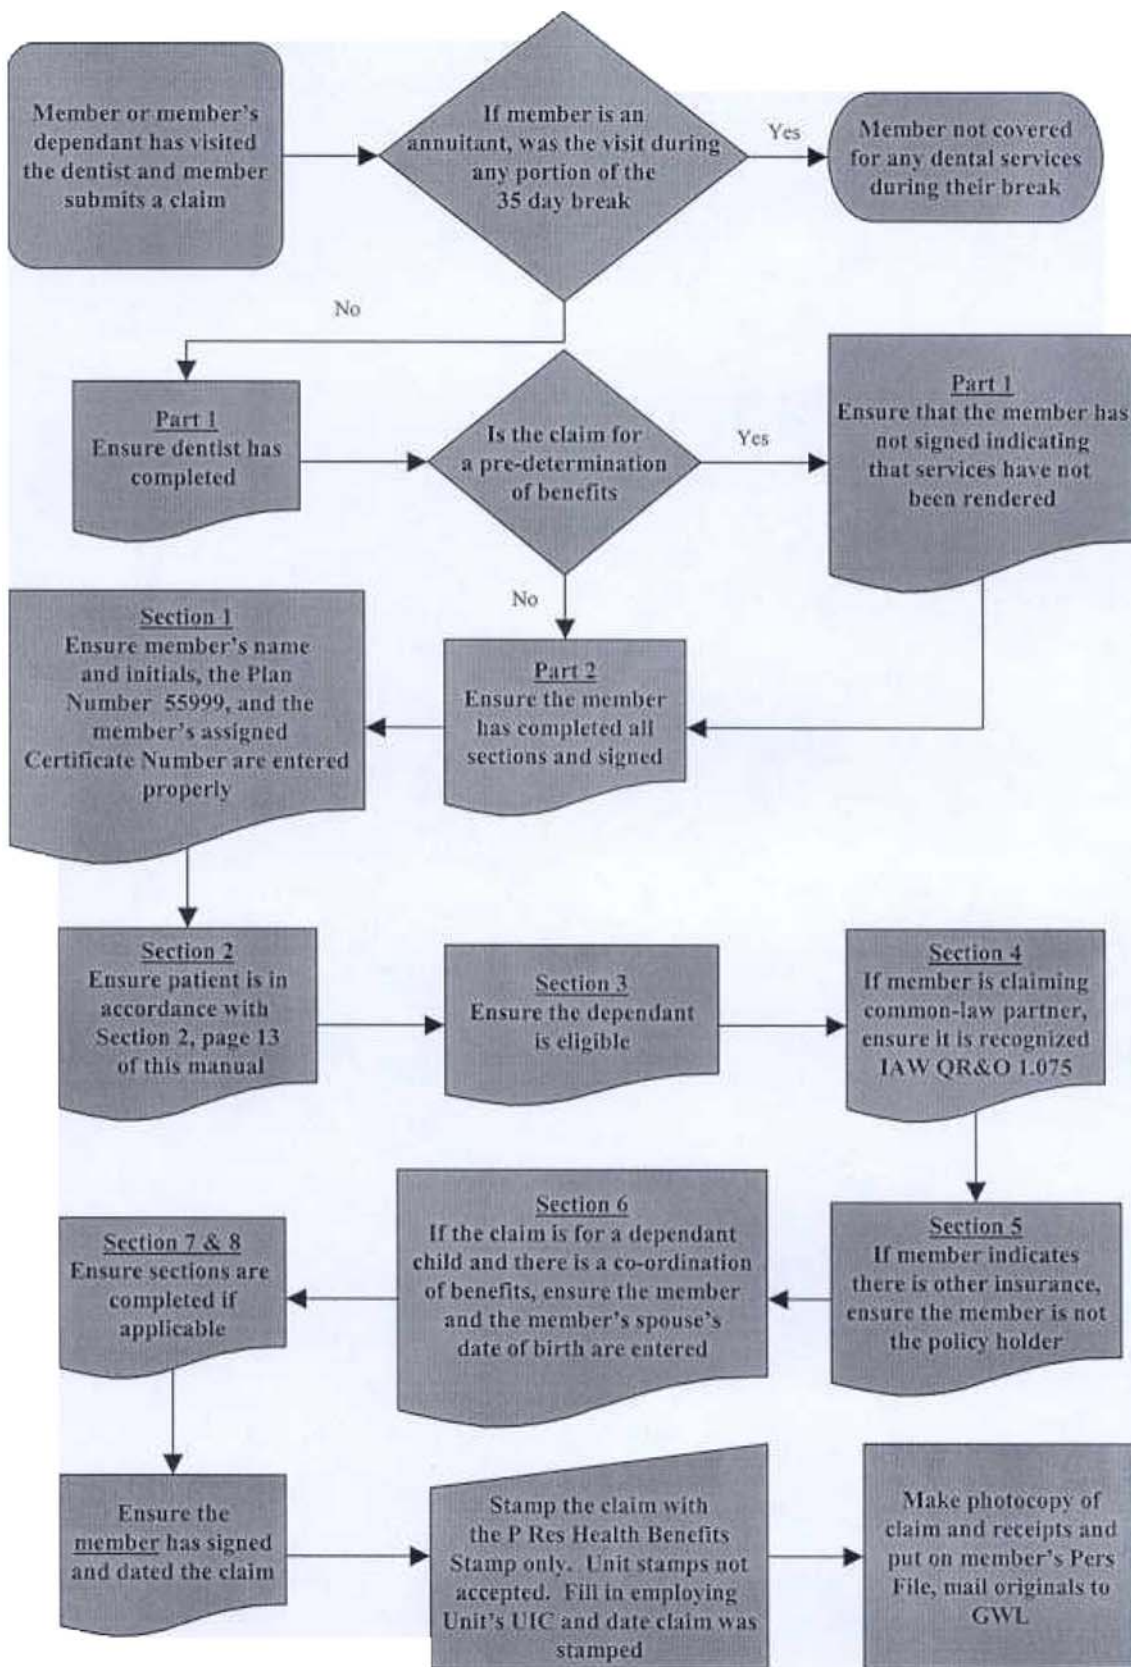 Member or member's
dependant has visited
the dentist and member
submits a claim
If member is an
annuitant, was the visit during
any portion of the
35 day break
Yes
Member not covered
for any dental services
during their break
No
Part 1
Ensure dentist has
completed
Is the claim for
a pre-determination
of benefits
Yes
Part 1
Ensure that the member has
not signed indicating
that services have not
been rendered
No
Part 2
Ensure the member
has completed all
sections and signed
Section 1
Ensure member's name
and initials, the Plan
Number 55999, and the
member's assigned
Certificate Number are entered
properly
Section 2
Ensure patient is in
accordance with
Section 2, page 13
of this manual
Section 3
Ensure the dependant
is eligible
Section 4
If member is claiming
common-law partner,
ensure it is recognized
IAW QR&O 1.075
Section 5
If member indicates
there is other insurance,
ensure the member is not
the policy holder
Section 6
If the claim is for a dependant
child and there is a co-ordination
of benefits, ensure the member
and the member's spouse's
date of birth are entered
Section 7 & 8
Ensure sections are
completed if
applicable
Ensure the
member has signed
and dated the claim
Stamp the claim with
the P Res Health Benefits
Stamp only. Unit stamps not
accepted. Fill in employing
Unit's UIC and date claim was
stamped
Make photocopy of
claim and receipts and
put on member's Pers
File, mail originals to
GWL